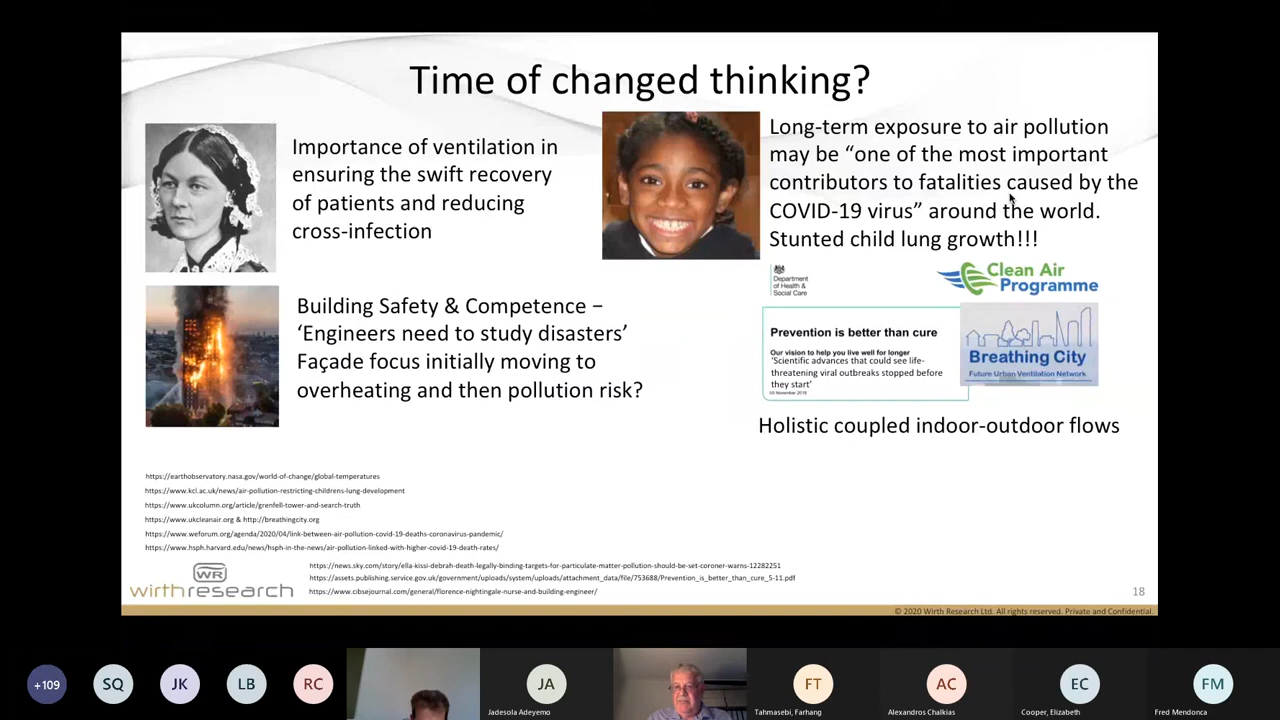 Time of changed thinking?
Importance of ventilation in
ensuring the swift recovery
of patients and reducing
cross-infection
Long-term exposure to air pollution
may be “one of the most important
contributors to fatalities caused by the
COVID-19 virus” around the world.
Stunted child lung growth!!!
Building Safety & Competence –
‘Engineers need to study disasters’
Façade focus initially moving to
overheating and then pollution risk?
Department
of Health &
Social Care
Clean Air
Programme
Prevention is better than cure
Our vision to help you live well for longer
‘Scientific advances that could see life-
threatening viral outbreaks stopped before
they start’
05 November 2018
Breathing City
Future Urban Ventilation Network
Holistic coupled indoor-outdoor flows
https://earthobservatory.nasa.gov/world-of-change/global-temperatures
https://www.kcl.ac.uk/news/air-pollution-restricting-childrens-lung-development
https://www.ukcolumn.org/article/grenfell-tower-and-search-truth
https://www.ukcleanair.org & http://breathingcity.org
https://www.weforum.org/agenda/2020/04/link-between-air-pollution-covid-19-deaths-coronavirus-pandemic/
https://www.hsph.harvard.edu/news/hsph-in-the-news/air-pollution-linked-with-higher-covid-19-death-rates/
https://news.sky.com/story/ella-kissi-debrah-death-legally-binding-targets-for-particulate-matter-pollution-should-be-set-coroner-warns-12282251
https://assets.publishing.service.gov.uk/government/uploads/system/uploads/attachment_data/file/753688/Prevention_is_better_than_cure_5-11.pdf
https://www.cibsejournal.com/general/florence-nightingale-nurse-and-building-engineer/
WR
wirthresearch
18
© 2020 Wirth Research Ltd. All rights reserved. Private and Confidential.
+109
SQ
JK
LB
RC
JA
Jadesola Adeyemo
FT
Tahmasebi, Farhang
AC
Alexandros Chalkias
EC
Cooper, Elizabeth
FM
Fred Mendonca